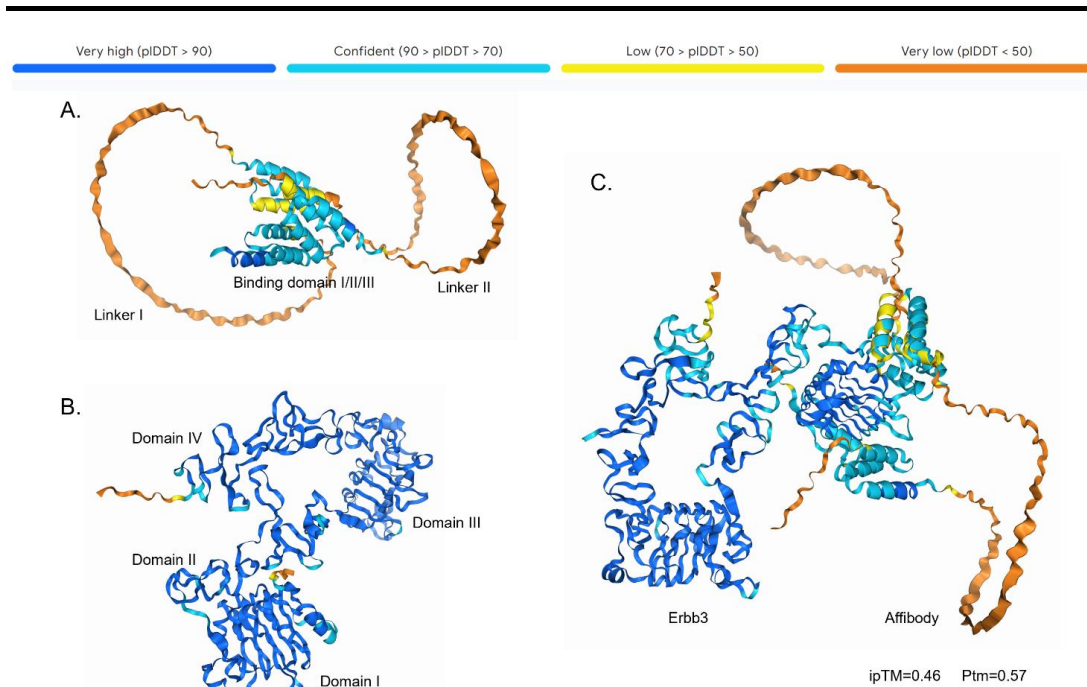 Very high (plDDT > 90)
Confident (90 > plDDT > 70)
Low (70 > plDDT > 50)
Very low (plDDT < 50)
A.
Binding domain I/II/III
Linker I
Linker II
B.
Domain IV
Domain III
Domain II
Domain I
C.
Erbb3
Affibody
ipTM=0.46 Ptm=0.57